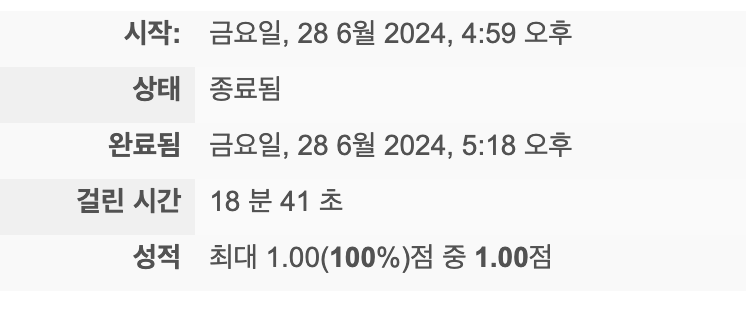 시작: 금요일, 28 6월 2024, 4:59 오후
상태 종료됨
완료됨 금요일, 28 6월 2024, 5:18 오후
걸린 시간 18 분 41 초
성적 최대 1.00(100%)점 중 1.00점